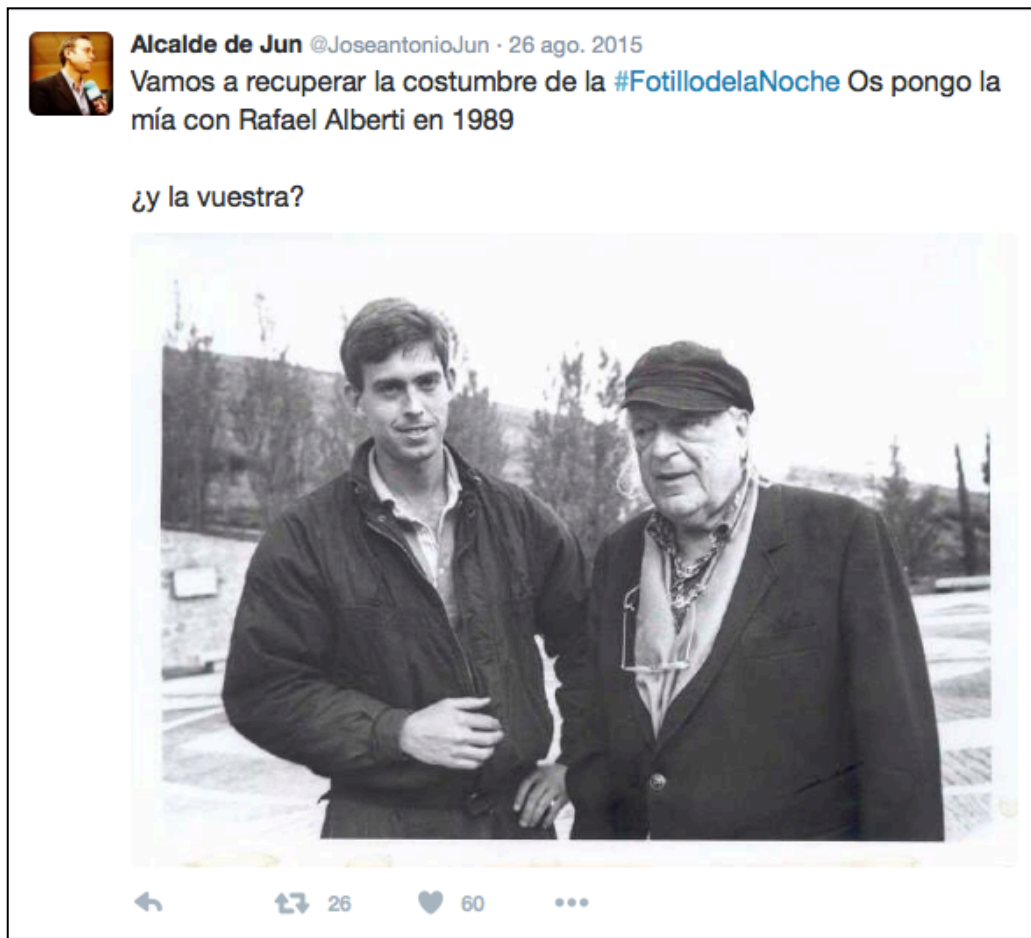 Alcalde de Jun @JoseantonioJun · 26 ago. 2015
Vamos a recuperar la costumbre de la #FotillodelaNoche Os pongo la
mía con Rafael Alberti en 1989
¿y la vuestra?
26 60